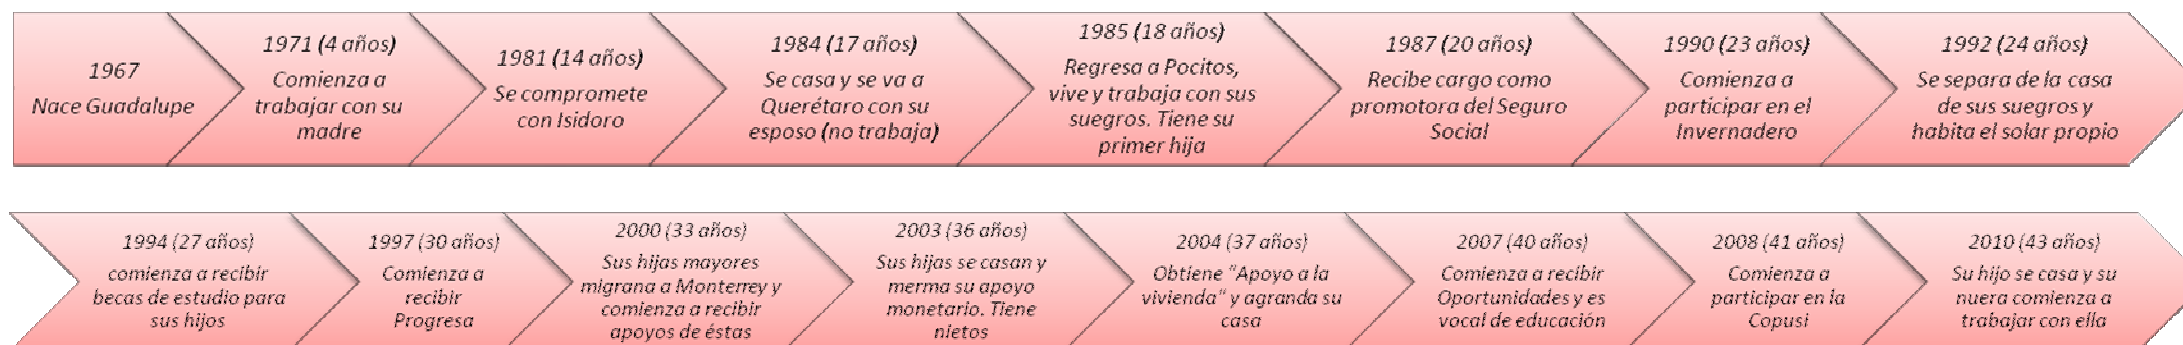 1967
Nace Guadalupe
1971 (4 años)
Comienza a
trabajar con su
madre
1981 (14 años)
Se compromete
con Isidoro
1984 (17 años)
Se casa y se va a
Querétaro con su
esposo (no trabaja)
1985 (18 años)
Regresa a Pocitos,
vive y trabaja con sus
suegros. Tiene su
primer hija
1987 (20 años)
Recibe cargo como
promotora del Seguro
Social
1990 (23 años)
Comienza a
participar en el
Invernadero
1992 (24 años)
Se separa de la casa
de sus suegros y
habita el solar propio
1994 (27 años)
comienza a recibir
becas de estudio para
sus hijos
1997 (30 años)
Comienza a
recibir
Progresa
2000 (33 años)
Sus hijas mayores
migrana a Monterrey y
comienza a recibir
apoyos de éstas
2003 (36 años)
Sus hijas se casan y
merma su apoyo
monetario. Tiene
nietos
2004 (37 años)
Obtiene "Apoyo a la
vivienda" y agranda su
casa
2007 (40 años)
Comienza a recibir
Oportunidades y es
vocal de educación
2008 (41 años)
Comienza a
participar en la
Copusi
2010 (43 años)
Su hijo se casa y su
nuera comienza a
trabajar con ella